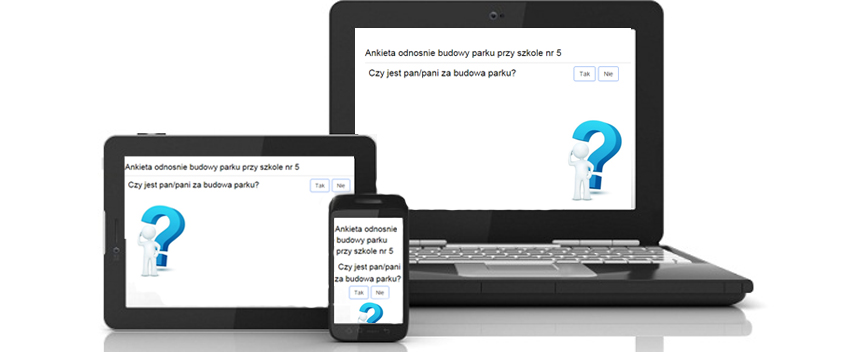 Ankieta odnosnie budowy parku przy szkole nr 5
Czy jest pan/pani za budowa parku?
Tak Nie
Ankieta odnosnie budowy parku przy szkole nr 5
Czy jest pan/pani za budowa parku?
Tak Nie
Ankieta odnosnie
budowy parku
przy szkole nr 5
Czy jest pan/pani
za budowa parku?
Tak Nie